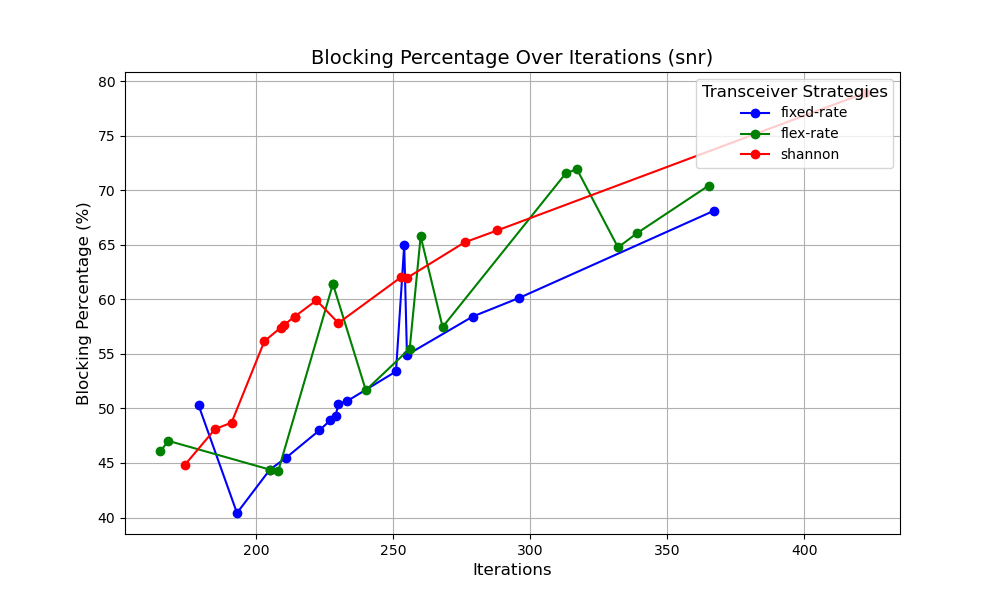 Blocking Percentage Over Iterations (snr)
Blocking Percentage (%)
80
75
70
65
60
55
50
45
40
Transceiver Strategies
fixed-rate
flex-rate
shannon
200 250 300 350 400
Iterations